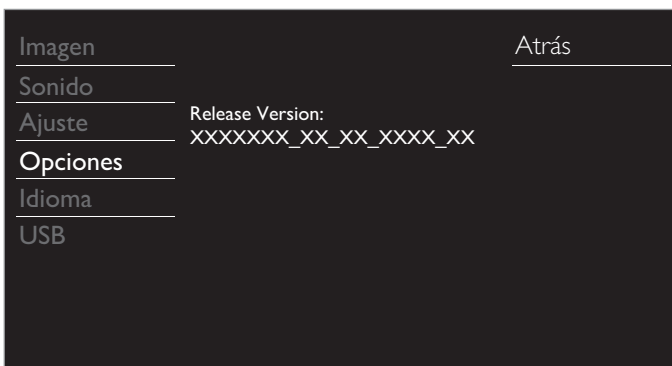 Imagen
Sonido
Ajuste
Opciones
Idioma
USB
Release Version:
XXXXXXX_XX_XX_XXXX_XX
Atrás